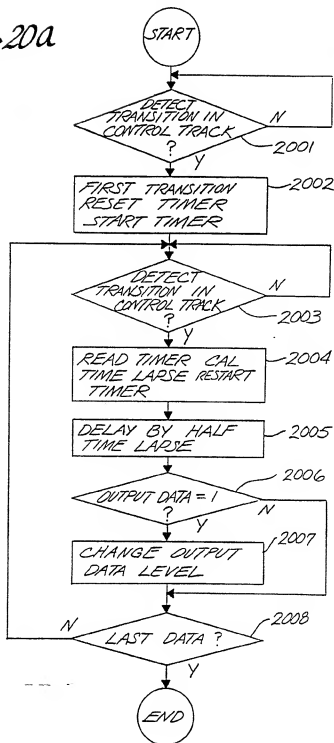 20a
START
DETECT
TRANSITION IN
CONTROL TRACK
?
N
2001
Y
FIRST TRANSITION
RESET TIMER
START TIMER
2002
DETECT
TRANSITION IN
CONTROL TRACK
?
N
2003
Y
READ TIMER CAL
TIME LAPSE RESTART
TIMER
2004
DELAY BY HALF
TIME LAPSE
2005
OUTPUT DATA = 1
?
2006
N
Y
CHANGE OUTPUT
DATA LEVEL
2007
N
LAST DATA ?
2008
Y
END